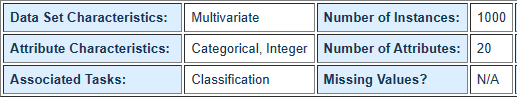 Data Set Characteristics: Multivariate Number of Instances: 1000
Attribute Characteristics: Categorical, Integer Number of Attributes: 20
Associated Tasks: Classification Missing Values? N/A